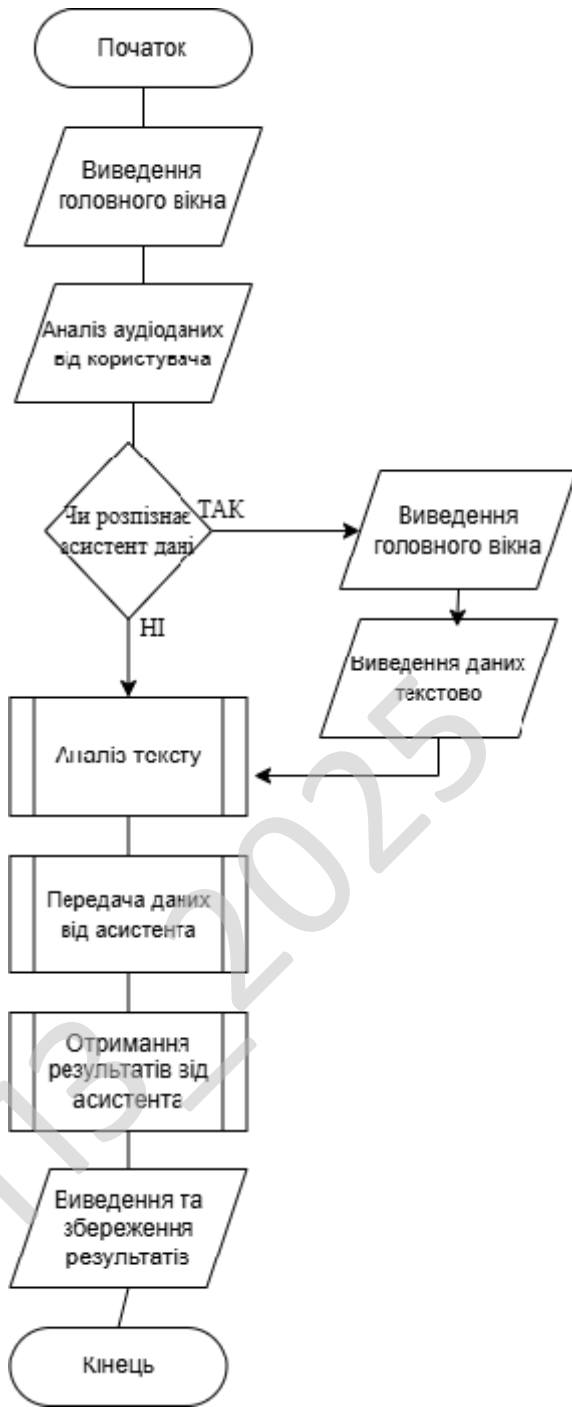 Початок
Виведення
головного вікна
Аналіз аудіоданих
від користувача
Чи розпізнає
асистент дані
ТАК
Виведення
головного вікна
Виведення даних
текстово
НІ
Аналіз тексту
Передача даних
від асистента
Отримання
результатів від
асистента
Виведення та
збереження
результатів
Кінець
13_2025